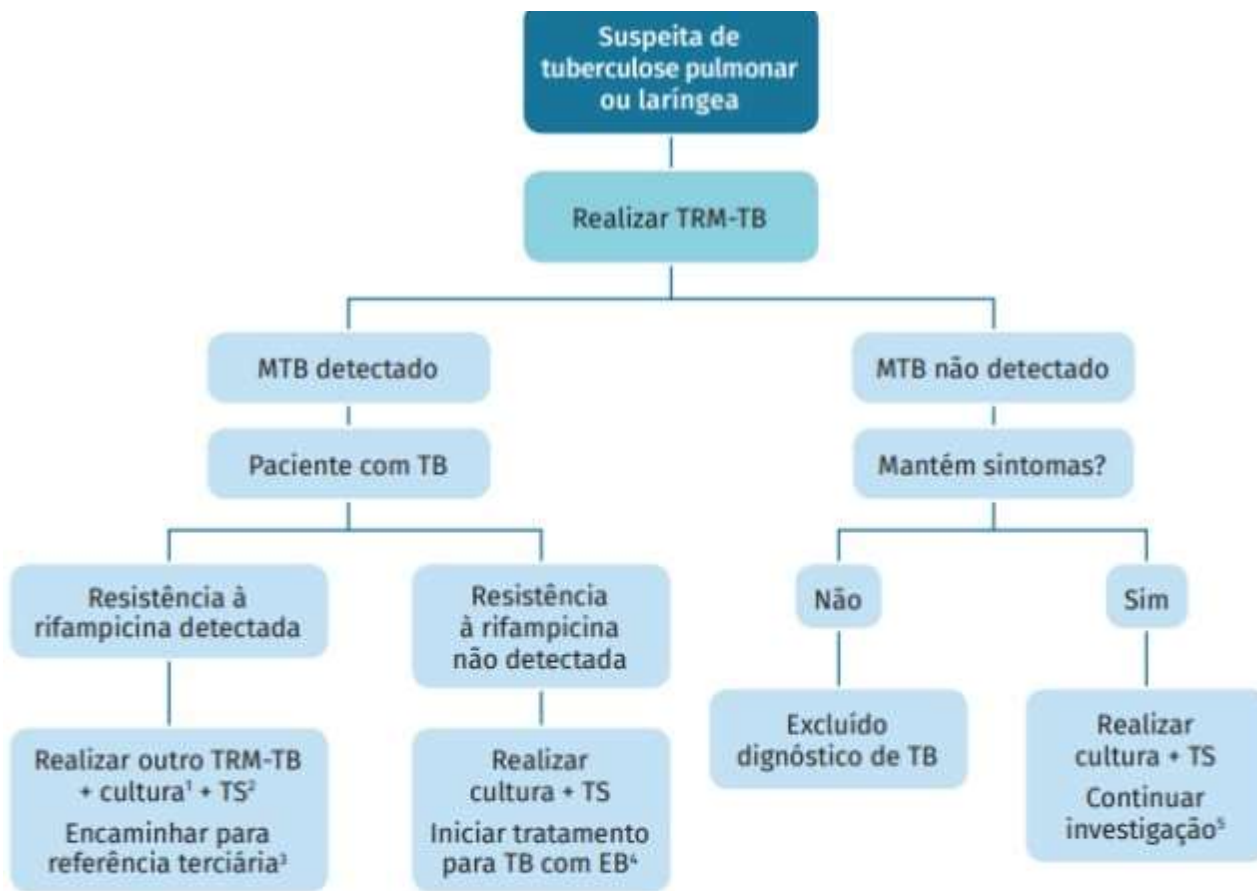 Suspeita de
tuberculose pulmonar
ou laríngea
Realizar TRM-TB
MTB detectado
MTB não detectado
Paciente com TB
Mantém sintomas?
Resistência à
rifampicina detectada
Resistência
à rifampicina
não detectada
Não
Sim
Realizar outro TRM-TB
+ cultura¹ + TS²
Encaminhar para
referência terciária³
Realizar
cultura + TS
Iniciar tratamento
para TB com EB⁴
Excluído
dignóstico de TB
Realizar
cultura + TS
Continuar
investigação⁵